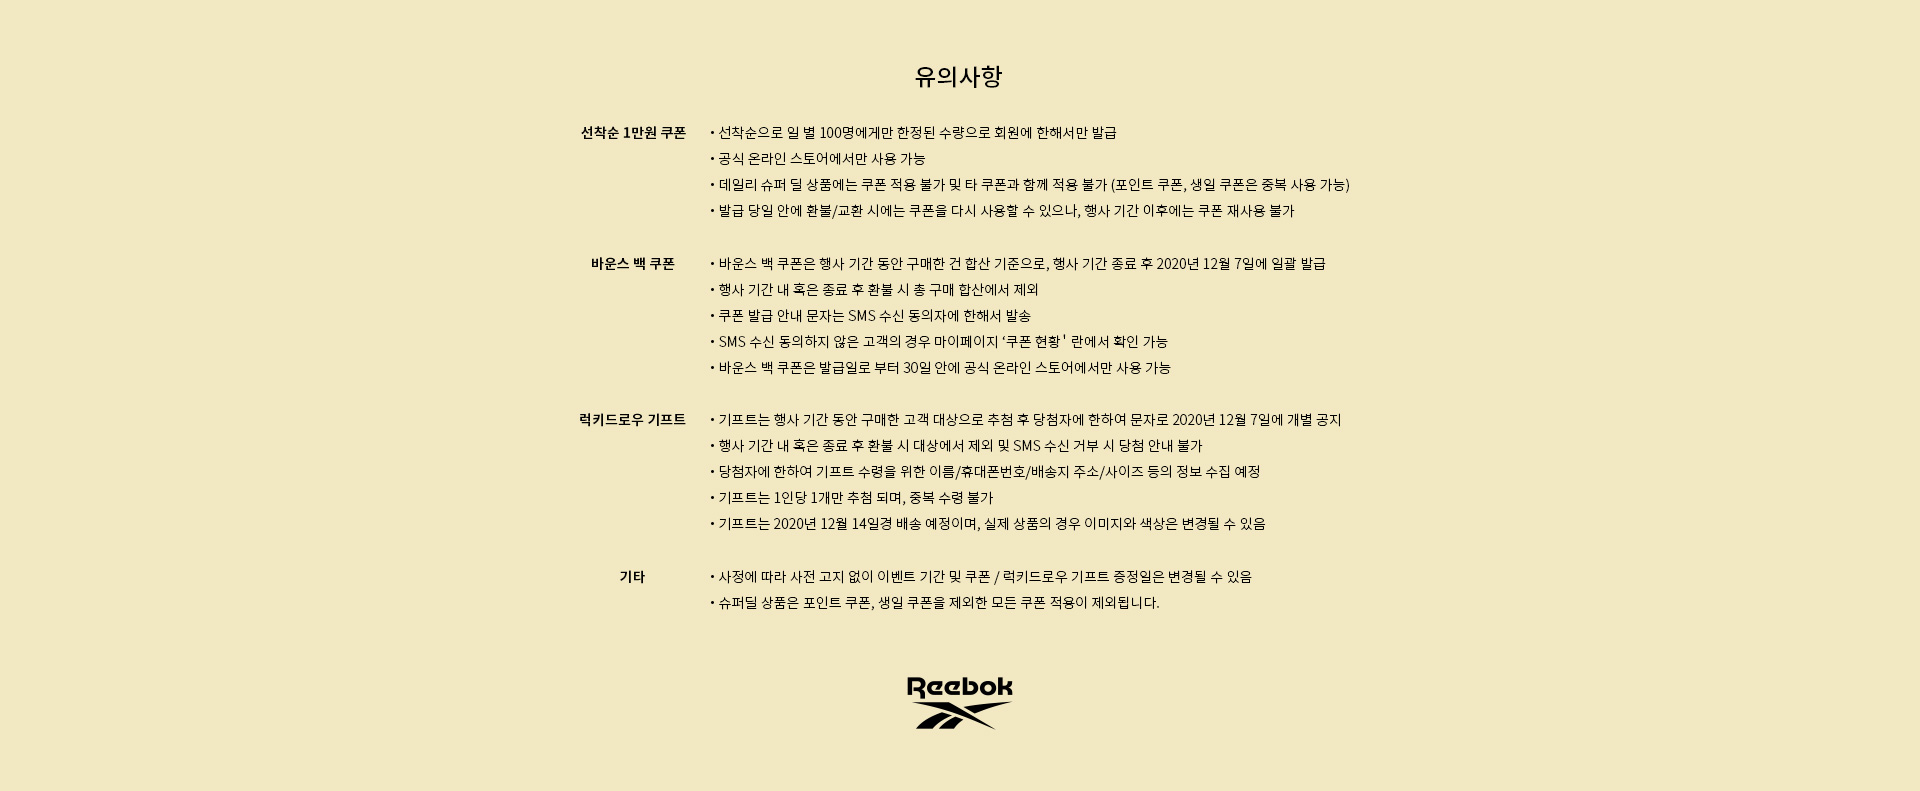 유의사항
선착순 1만원 쿠폰
• 선착순으로 일 별 100명에게만 한정된 수량으로 회원에 한해서만 발급
• 공식 온라인 스토어에서만 사용 가능
• 데일리 슈퍼 딜 상품에는 쿠폰 적용 불가 및 타 쿠폰과 함께 적용 불가 (포인트 쿠폰, 생일 쿠폰은 중복 사용 가능)
• 발급 당일 안에 환불/교환 시에는 쿠폰을 다시 사용할 수 있으나, 행사 기간 이후에는 쿠폰 재사용 불가
바운스 백 쿠폰
• 바운스 백 쿠폰은 행사 기간 동안 구매한 건 합산 기준으로, 행사 기간 종료 후 2020년 12월 7일에 일괄 발급
• 행사 기간 내 혹은 종료 후 환불 시 총 구매 합산에서 제외
• 쿠폰 발급 안내 문자는 SMS 수신 동의자에 한해서 발송
• SMS 수신 동의하지 않은 고객의 경우 마이페이지 ‘쿠폰 현황' 란에서 확인 가능
• 바운스 백 쿠폰은 발급일로 부터 30일 안에 공식 온라인 스토어에서만 사용 가능
럭키드로우 기프트
• 기프트는 행사 기간 동안 구매한 고객 대상으로 추첨 후 당첨자에 한하여 문자로 2020년 12월 7일에 개별 공지
• 행사 기간 내 혹은 종료 후 환불 시 대상에서 제외 및 SMS 수신 거부 시 당첨 안내 불가
• 당첨자에 한하여 기프트 수령을 위한 이름/휴대폰번호/배송지 주소/사이즈 등의 정보 수집 예정
• 기프트는 1인당 1개만 추첨 되며, 중복 수령 불가
• 기프트는 2020년 12월 14일경 배송 예정이며, 실제 상품의 경우 이미지와 색상은 변경될 수 있음
기타
• 사정에 따라 사전 고지 없이 이벤트 기간 및 쿠폰 / 럭키드로우 기프트 증정일은 변경될 수 있음
• 슈퍼딜 상품은 포인트 쿠폰, 생일 쿠폰을 제외한 모든 쿠폰 적용이 제외됩니다.
Reebok